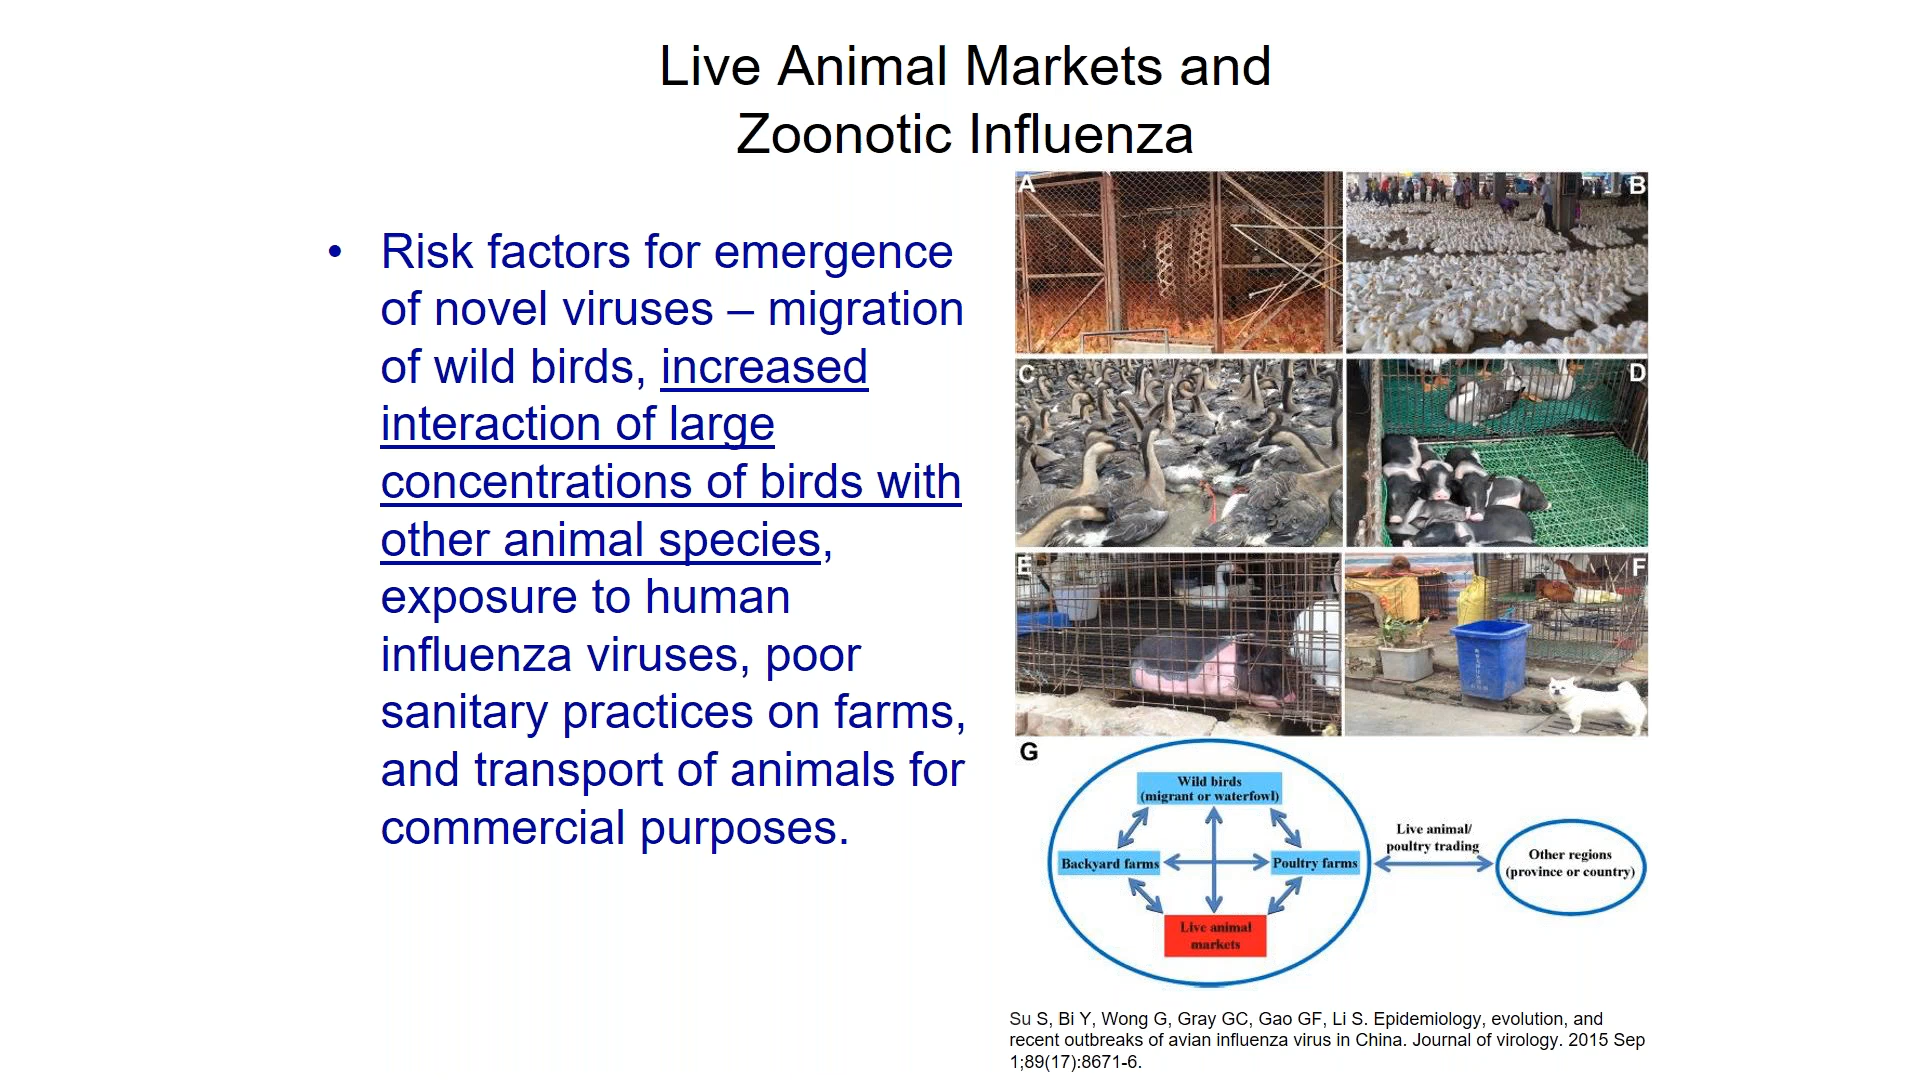 Live Animal Markets and
Zoonotic Influenza
• Risk factors for emergence
of novel viruses – migration
of wild birds, increased
interaction of large
concentrations of birds with
other animal species,
exposure to human
influenza viruses, poor
sanitary practices on farms,
and transport of animals for
commercial purposes.
A
B
C
D
E
F
G
Wild birds
(migrant or waterfowl)
Backyard farms
Poultry farms
Live animal
markets
Live animal/
poultry trading
Other regions
(province or country)
Su S, Bi Y, Wong G, Gray GC, Gao GF, Li S. Epidemiology, evolution, and
recent outbreaks of avian influenza virus in China. Journal of virology. 2015 Sep
1;89(17):8671-6.